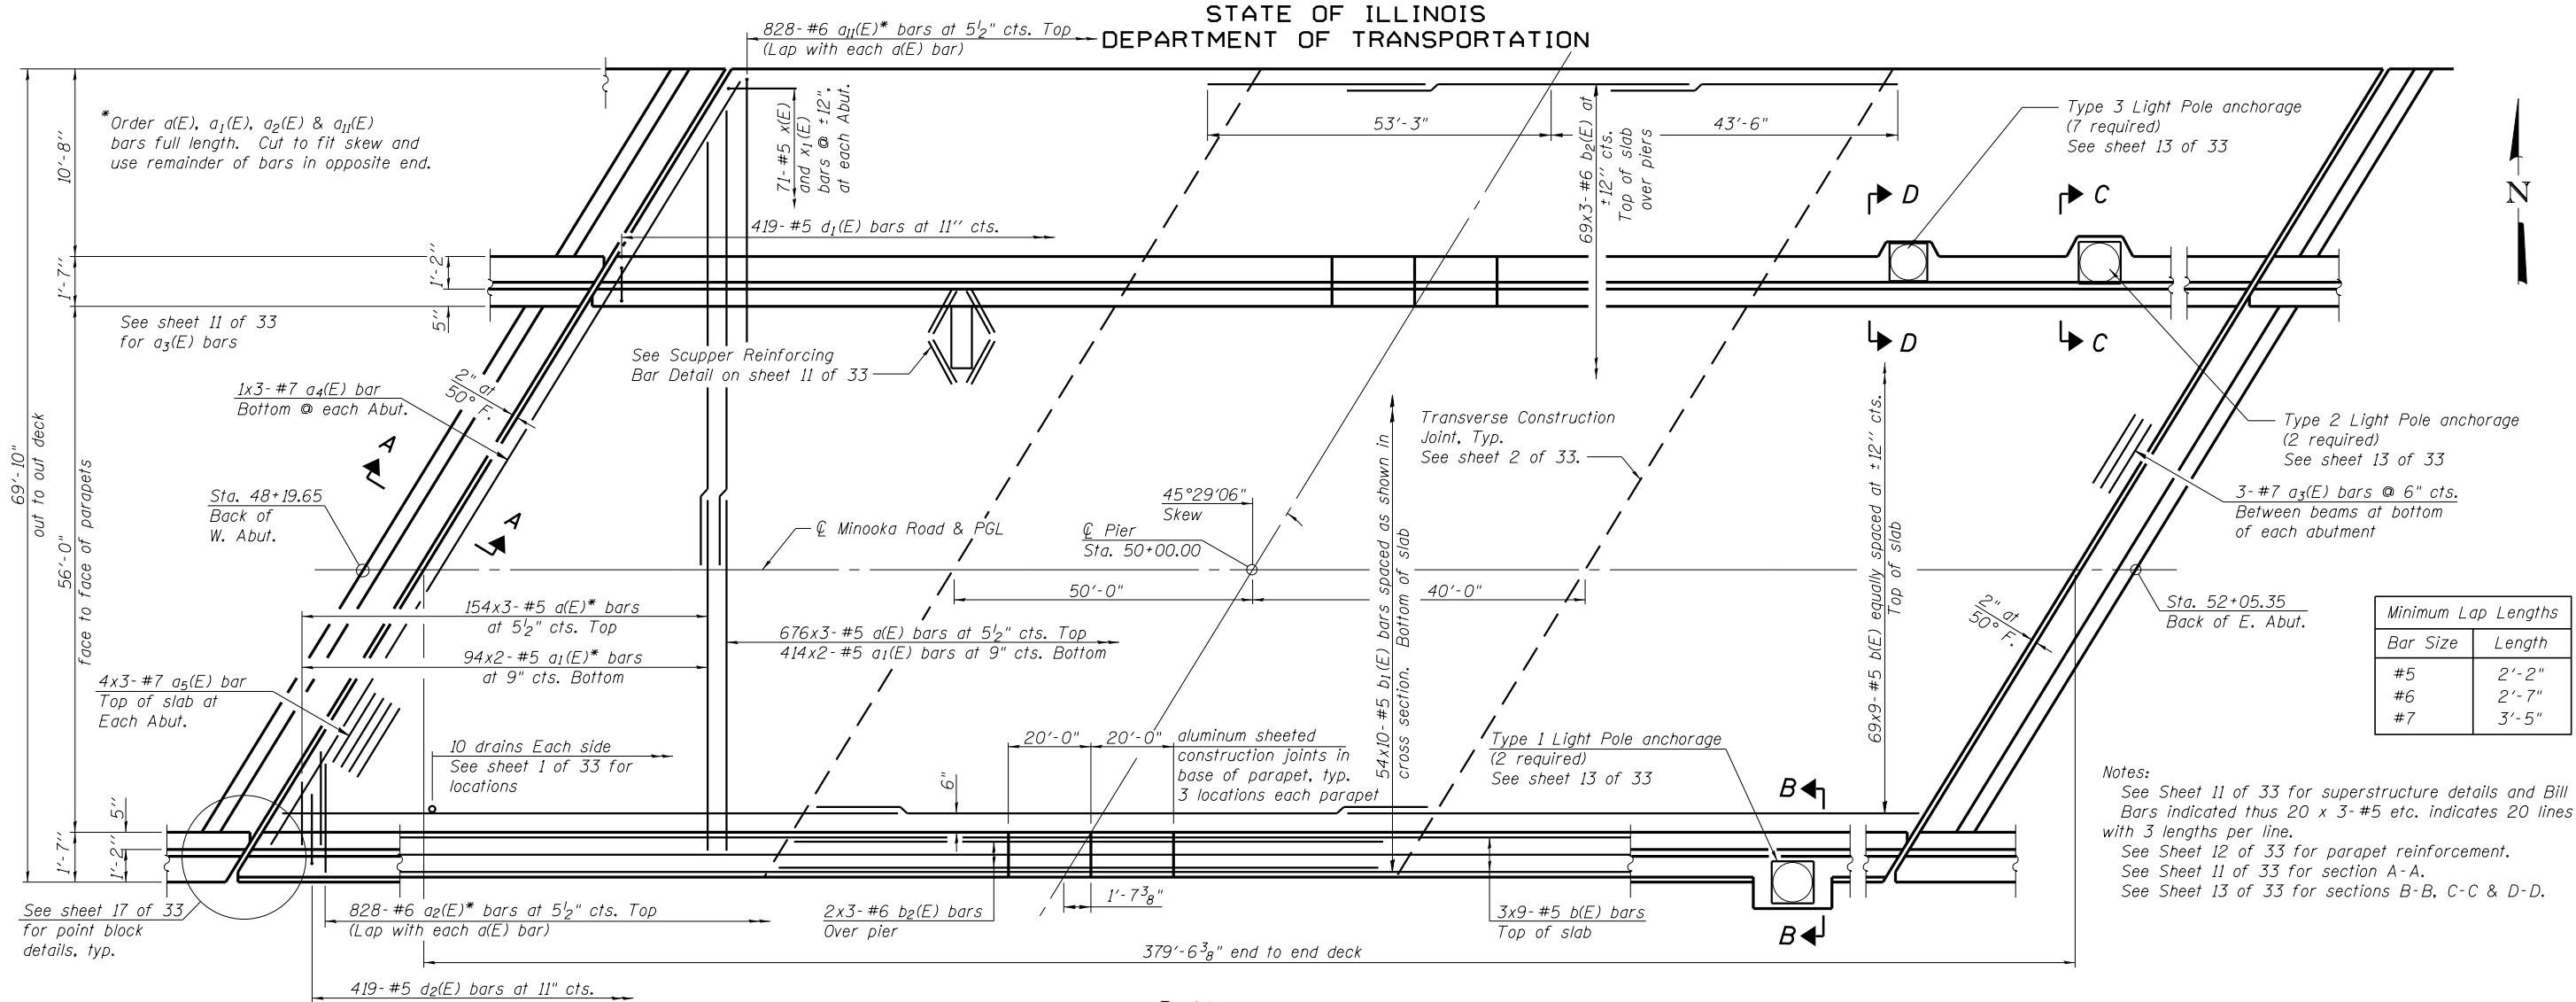 STATE OF ILLINOIS
DEPARTMENT OF TRANSPORTATION
828-#6 a11(E)* bars at 5½" cts. Top
(Lap with each a(E) bar)
*Order a(E), a1(E), a2(E) & a11(E)
bars full length. Cut to fit skew and
use remainder of bars in opposite end.
71-#5 x(E)
and x1(E)
bars @ ±12",
at each Abut.
53'-3"
43'-6"
69x3-#6 b2(E) at
±12" cts.
Top of slab
over piers
Type 3 Light Pole anchorage
(7 required)
See sheet 13 of 33
D
C
N
10'-8"
1'-7"
1'-2"
5"
419-#5 d1(E) bars at 11" cts.
See sheet 11 of 33
for a3(E) bars
See Scupper Reinforcing
Bar Detail on sheet 11 of 33
D
C
1x3-#7 a4(E) bar
Bottom @ each Abut.
2" at
50° F.
69'-10"
out to out deck
56'-0"
face to face of parapets
A
A
Sta. 48+19.65
Back of
W. Abut.
Transverse Construction
Joint, Typ.
See sheet 2 of 33.
Type 2 Light Pole anchorage
(2 required)
See sheet 13 of 33
3-#7 a3(E) bars @ 6" cts.
Between beams at bottom
of each abutment
45°29'06"
Skew
℄ Minooka Road & PGL
℄ Pier
Sta. 50+00.00
54x10-#5 b1(E) bars spaced as shown in
cross section. Bottom of slab
69x9-#5 b(E) equally spaced at ±12" cts.
Top of slab
50'-0"
40'-0"
154x3-#5 a(E)* bars
at 5½" cts. Top
676x3-#5 a(E) bars at 5½" cts. Top
414x2-#5 a1(E) bars at 9" cts. Bottom
94x2-#5 a1(E)* bars
at 9" cts. Bottom
2" at
50° F.
Sta. 52+05.35
Back of E. Abut.
Minimum Lap Lengths
Bar Size Length
#5 2'-2"
#6 2'-7"
#7 3'-5"
4x3-#7 a5(E) bar
Top of slab at
Each Abut.
10 drains Each side
See sheet 1 of 33 for
locations
6"
20'-0"
20'-0"
aluminum sheeted
construction joints in
base of parapet, typ.
3 locations each parapet
Type 1 Light Pole anchorage
(2 required)
See sheet 13 of 33
B
B
Notes:
See Sheet 11 of 33 for superstructure details and Bill
Bars indicated thus 20 x 3-#5 etc. indicates 20 lines
with 3 lengths per line.
See Sheet 12 of 33 for parapet reinforcement.
See Sheet 11 of 33 for section A-A.
See Sheet 13 of 33 for sections B-B, C-C & D-D.
5"
1'-7"
1'-2"
See sheet 17 of 33
for point block
details, typ.
828-#6 a2(E)* bars at 5½" cts. Top
(Lap with each a(E) bar)
2x3-#6 b2(E) bars
Over pier
1'-7⅜"
3x9-#5 b(E) bars
Top of slab
379'-6⅜" end to end deck
419-#5 d2(E) bars at 11" cts.